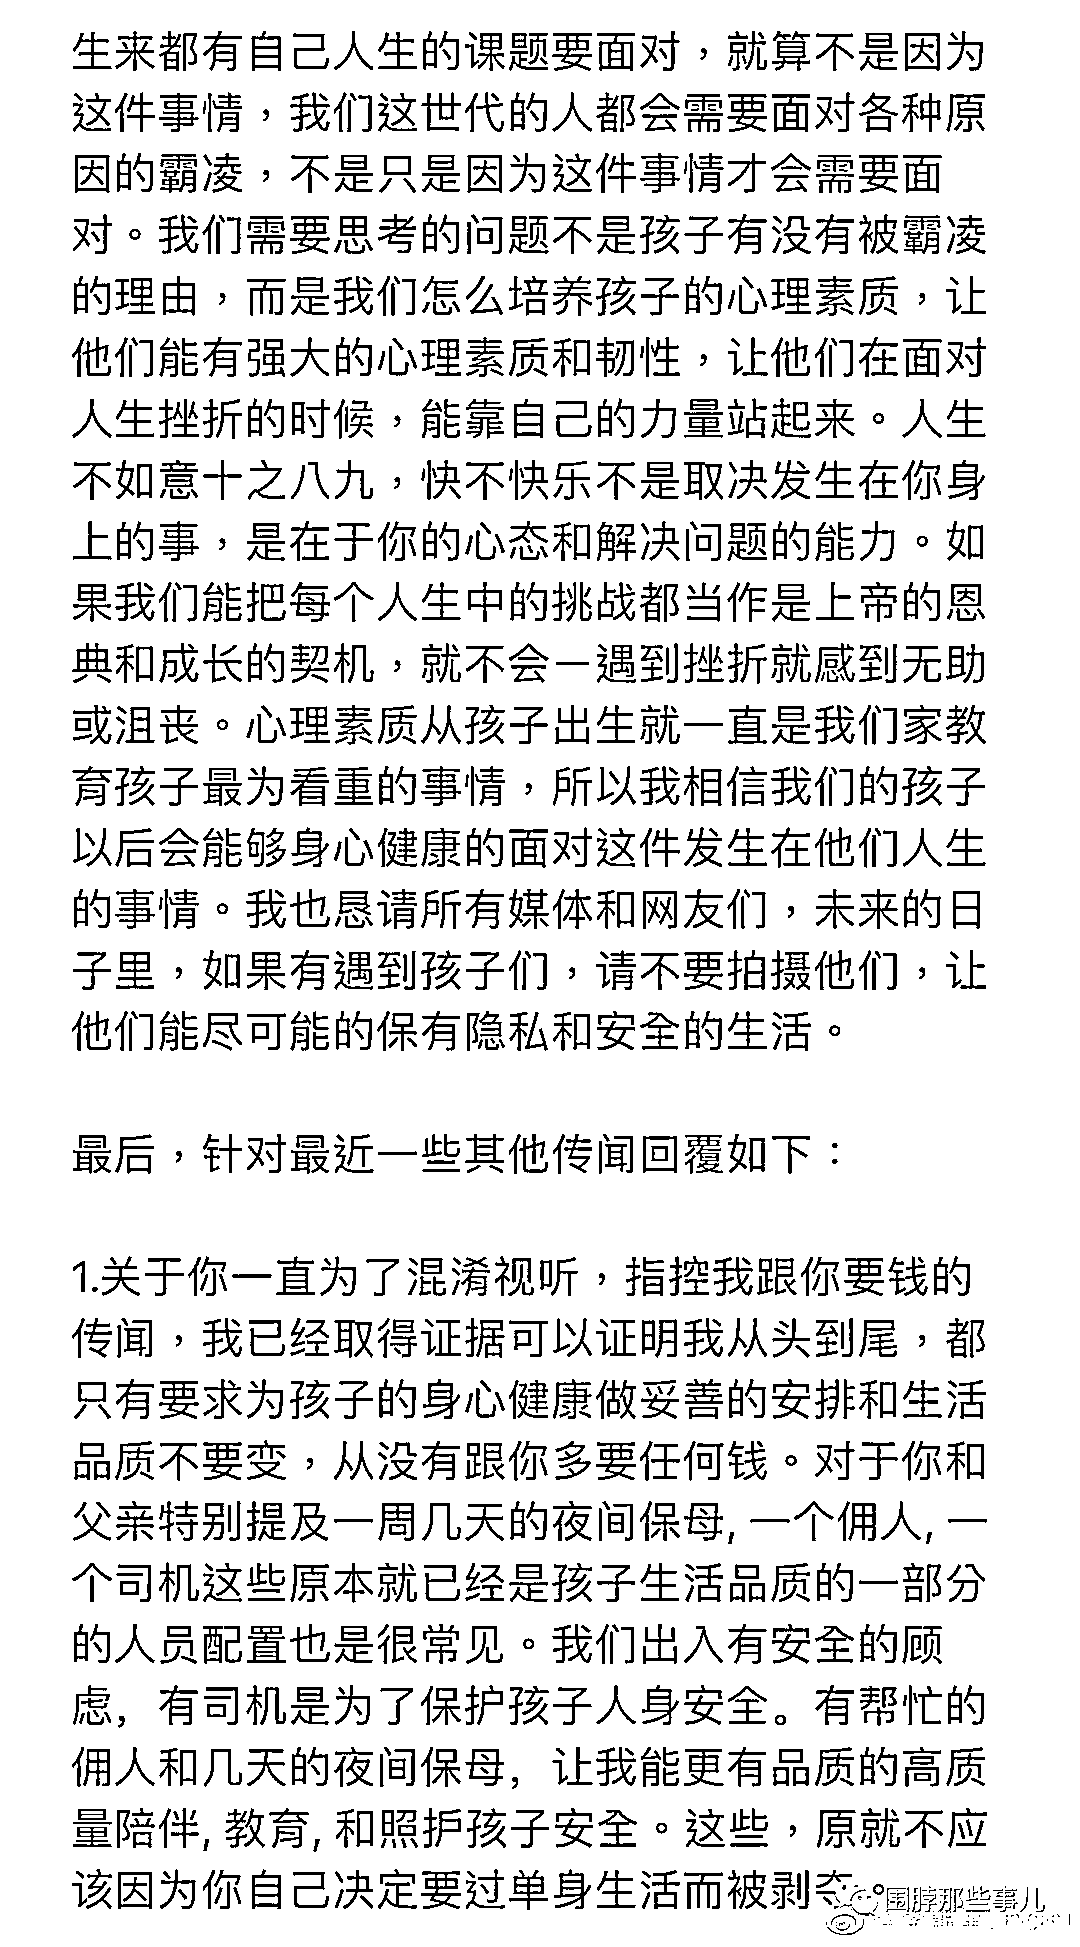 生来都有自己人生的课题要面对，就算不是因为
这件事情，我们这世代的人都会需要面对各种原
因的霸凌，不是只是因为这件事情才会需要面
对。我们需要思考的问题不是孩子有没有被霸凌
的理由，而是我们怎么培养孩子的心理素质，让
他们能有强大的心理素质和韧性，让他们在面对
人生挫折的时候，能靠自己的力量站起来。人生
不如意十之八九，快不快乐不是取决发生在你身
上的事，是在于你的心态和解决问题的能力。如
果我们能把每个人生中的挑战都当作是上帝的恩
典和成长的契机，就不会一遇到挫折就感到无助
或沮丧。心理素质从孩子出生就一直是我们家教
育孩子最为看重的事情，所以我相信我们的孩子
以后会能够身心健康的面对这件发生在他们人生
的事情。我也恳请所有媒体和网友们，未来的日
子里，如果有遇到孩子们，请不要拍摄他们，让
他们能尽可能的保有隐私和安全的生活。
最后，针对最近一些其他传闻回覆如下：
1.关于你一直为了混淆视听，指控我跟你要钱的
传闻，我已经取得证据可以证明我从头到尾，都
只有要求为孩子的身心健康做妥善的安排和生活
品质不要变，从没有跟你多要任何钱。对于你和
父亲特别提及一周几天的夜间保母, 一个佣人, 一
个司机这些原本就已经是孩子生活品质的一部分
的人员配置也是很常见。我们出入有安全的顾
虑，有司机是为了保护孩子人身安全。有帮忙的
佣人和几天的夜间保母，让我能更有品质的高质
量陪伴, 教育, 和照护孩子安全。这些，原就不应
该因为你自己决定要过单身生活而被剥夺。
围脖那些事儿